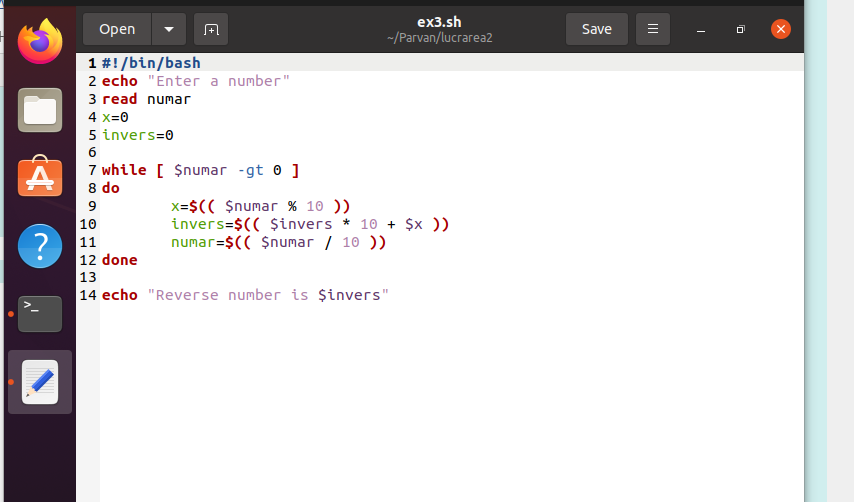 Open
ex3.sh
~/Parvan/lucrarea2
Save
1 #!/bin/bash
2 echo "Enter a number"
3 read numar
4 x=0
5 invers=0
6
7 while [ $numar -gt 0 ]
8 do
9         x=$(( $numar % 10 ))
10         invers=$(( $invers * 10 + $x ))
11         numar=$(( $numar / 10 ))
12 done
13
14 echo "Reverse number is $invers"
>_
?